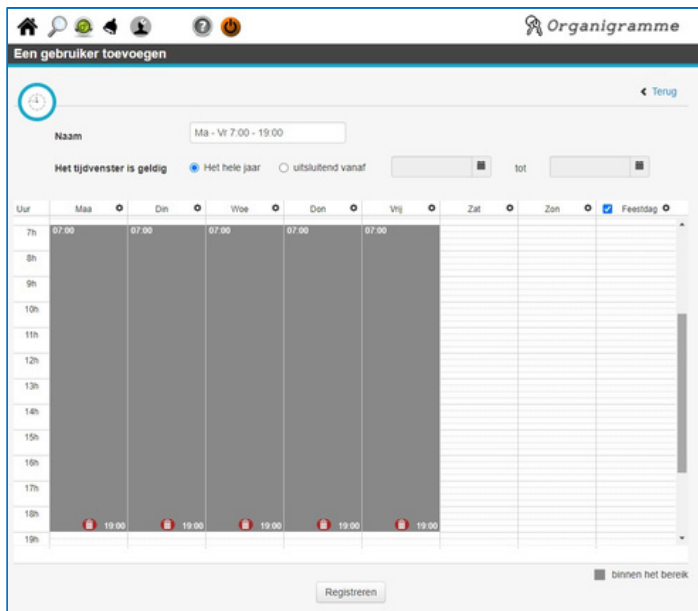 Organigramme
Een gebruiker toevoegen
Terug
Naam
Ma - Vr 7:00 - 19:00
Het tijdvenster is geldig
Het hele jaar
uitsluitend vanaf
tot
Uur Maa Din Woe Don Vrij Zat Zon Feestdag
7h 07:00 07:00 07:00 07:00 07:00
8h
9h
10h
11h
12h
13h
14h
15h
16h
17h
18h 19:00 19:00 19:00 19:00 19:00
19h
binnen het bereik
Registreren